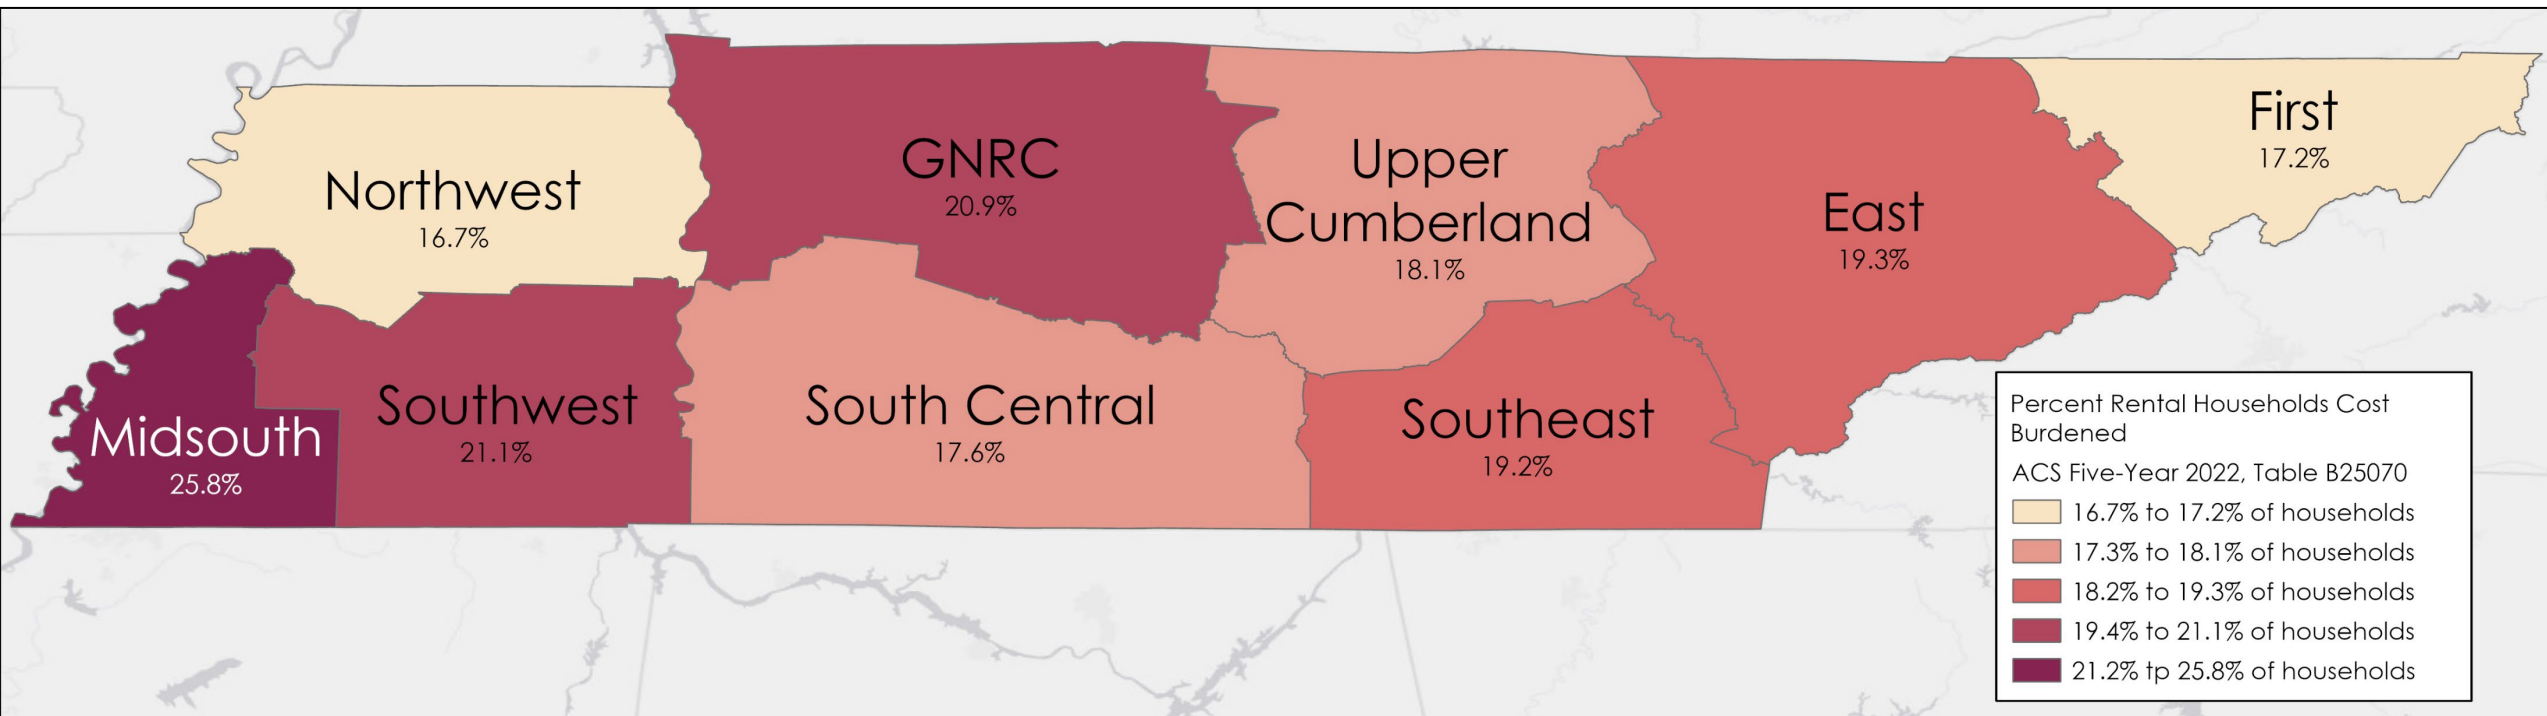 Northwest
16.7%
GNRC
20.9%
Upper
Cumberland
18.1%
East
19.3%
First
17.2%
Midsouth
25.8%
Southwest
21.1%
South Central
17.6%
Southeast
19.2%
Percent Rental Households Cost
Burdened
ACS Five-Year 2022, Table B25070
16.7% to 17.2% of households
17.3% to 18.1% of households
18.2% to 19.3% of households
19.4% to 21.1% of households
21.2% tp 25.8% of households